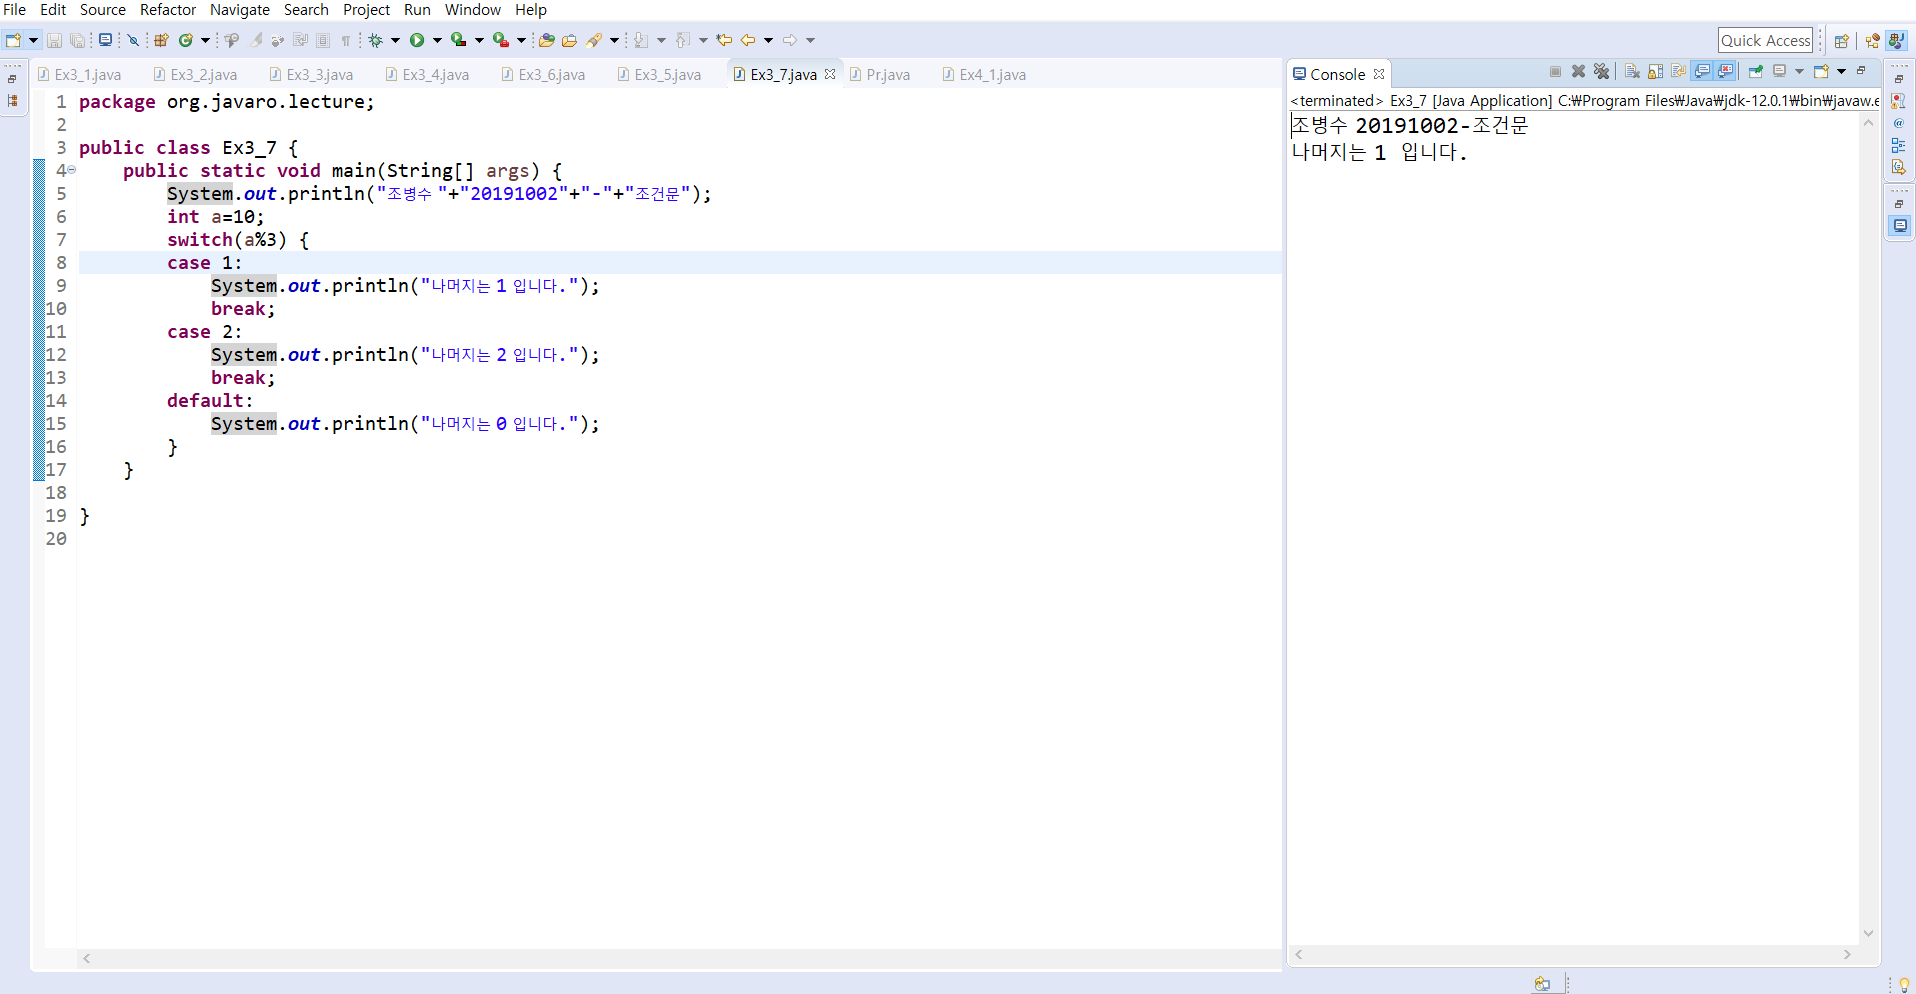 File Edit Source Refactor Navigate Search Project Run Window Help
Quick Access
Ex3_1.java Ex3_2.java Ex3_3.java Ex3_4.java Ex3_6.java Ex3_5.java Ex3_7.java Pr.java Ex4_1.java
1 package org.javaro.lecture;
2
3 public class Ex3_7 {
4 public static void main(String[] args) {
5 System.out.println("조병수 "+"20191002"+"-"+"조건문");
6 int a=10;
7 switch(a%3) {
8 case 1:
9 System.out.println("나머지는 1 입니다.");
10 break;
11 case 2:
12 System.out.println("나머지는 2 입니다.");
13 break;
14 default:
15 System.out.println("나머지는 0 입니다.");
16 }
17 }
18
19 }
20
Console
<terminated> Ex3_7 [Java Application] C:₩Program Files₩Java₩jdk-12.0.1₩bin₩javaw.e
조병수 20191002-조건문
나머지는 1 입니다.